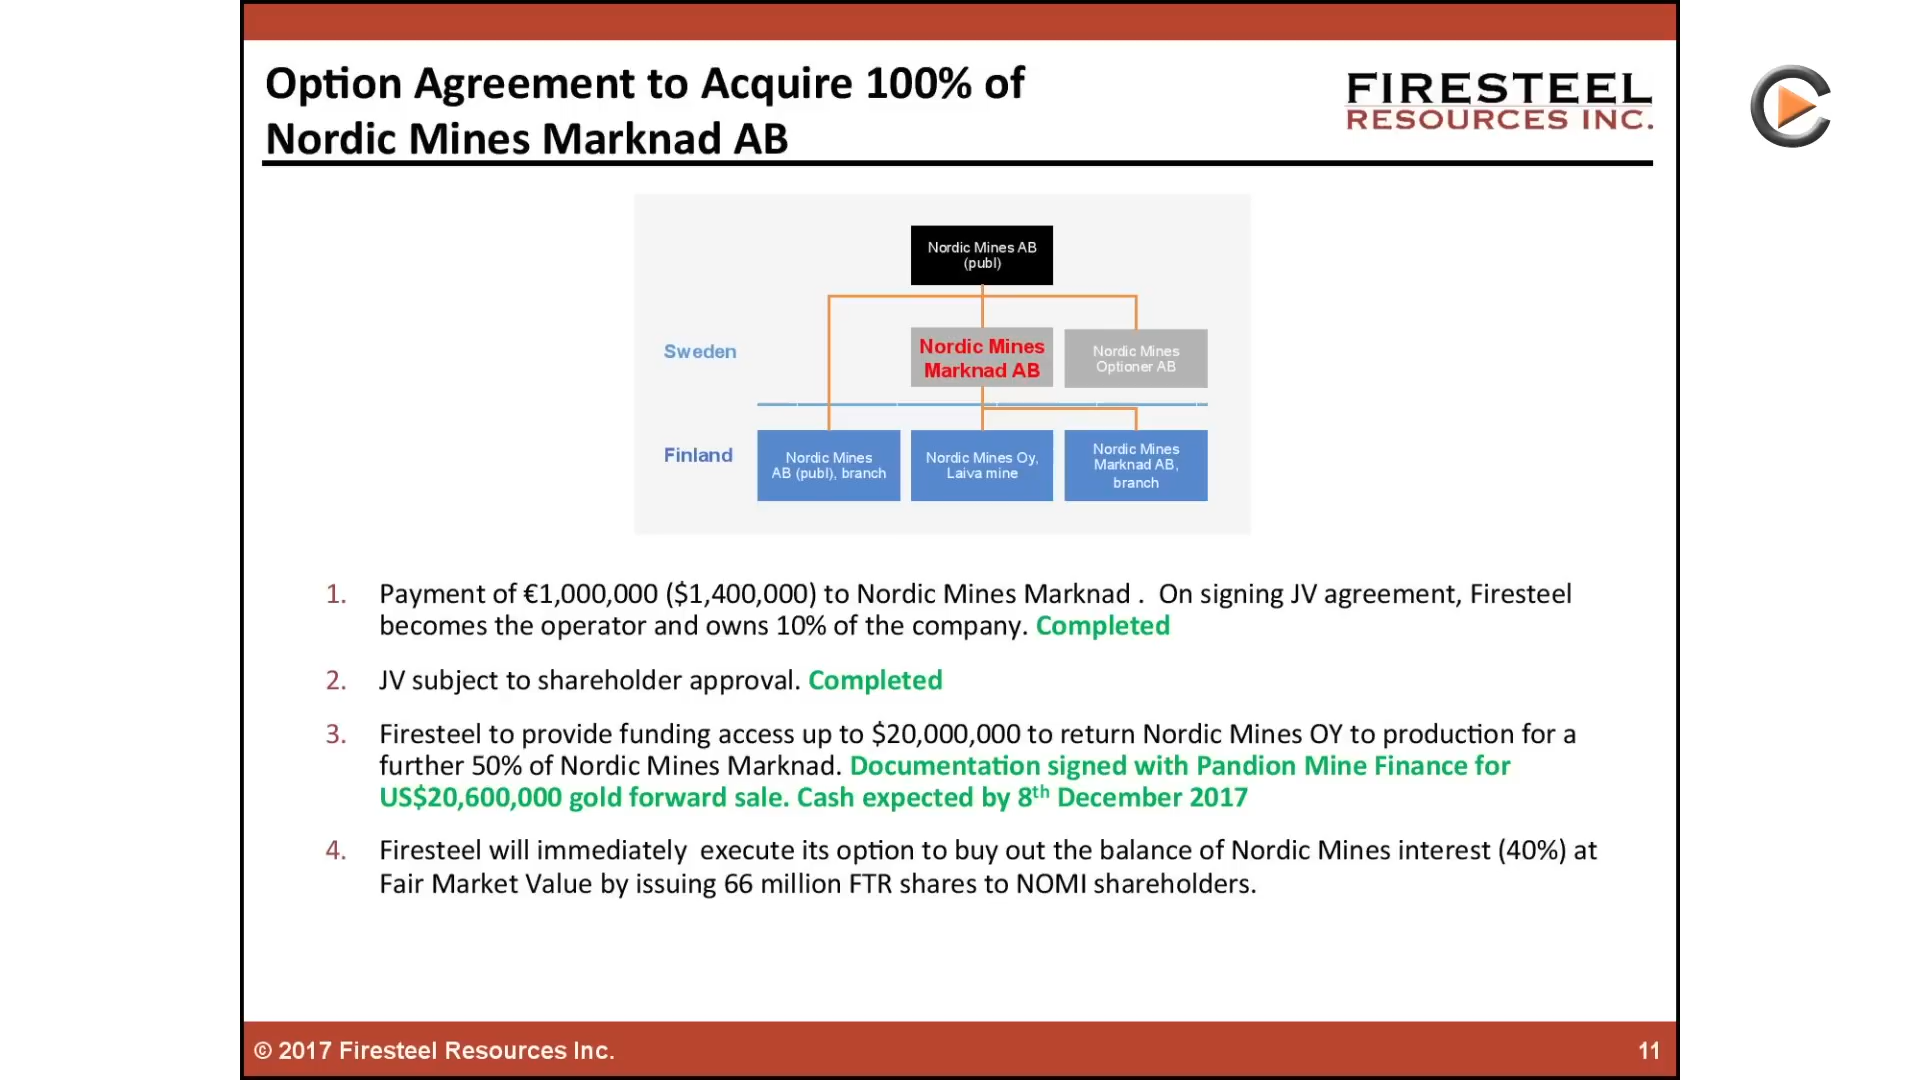 Option Agreement to Acquire 100% of
Nordic Mines Marknad AB
FIRESTEEL
RESOURCES INC.
Nordic Mines AB
(publ)
Sweden
Nordic Mines
Marknad AB
Nordic Mines
Optioner AB
Finland
Nordic Mines
AB (publ), branch
Nordic Mines Oy,
Laiva mine
Nordic Mines
Marknad AB,
branch
1. Payment of €1,000,000 ($1,400,000) to Nordic Mines Marknad . On signing JV agreement, Firesteel
becomes the operator and owns 10% of the company. Completed
2. JV subject to shareholder approval. Completed
3. Firesteel to provide funding access up to $20,000,000 to return Nordic Mines OY to production for a
further 50% of Nordic Mines Marknad. Documentation signed with Pandion Mine Finance for
US$20,600,000 gold forward sale. Cash expected by 8th December 2017
4. Firesteel will immediately execute its option to buy out the balance of Nordic Mines interest (40%) at
Fair Market Value by issuing 66 million FTR shares to NOMI shareholders.
© 2017 Firesteel Resources Inc.
11